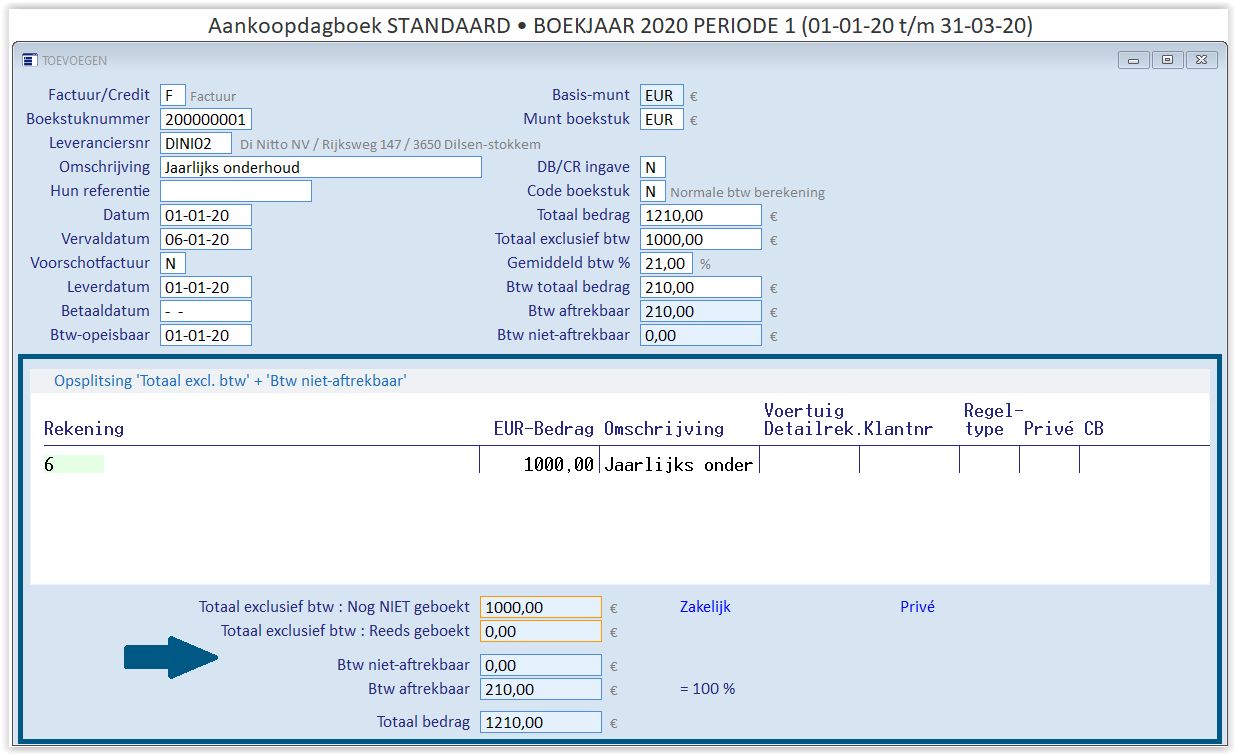 Aankoopdagboek STANDAARD • BOEKJAAR 2020 PERIODE 1 (01-01-20 t/m 31-03-20)
TOEVOEGEN
Factuur/Credit F Factuur Basis-munt EUR €
Boekstuknummer 200000001 Munt boekstuk EUR €
Leveranciersnr DINI02 Di Nitto NV / Rijksweg 147 / 3650 Dilsen-stokkem
Omschrijving Jaarlijks onderhoud DB/CR ingave N
Hun referentie Code boekstuk N Normale btw berekening
Datum 01-01-20 Totaal bedrag 1210,00 €
Vervaldatum 06-01-20 Totaal exclusief btw 1000,00 €
Voorschotfactuur N Gemiddeld btw % 21,00 %
Leverdatum 01-01-20 Btw totaal bedrag 210,00 €
Betaaldatum - - Btw aftrekbaar 210,00 €
Btw-opeisbaar 01-01-20 Btw niet-aftrekbaar 0,00 €
Opsplitsing 'Totaal excl. btw' + 'Btw niet-aftrekbaar'
Voertuig Regel-
Rekening EUR-Bedrag Omschrijving Detailrek. Klantnr type Privé CB
6 1000,00 Jaarlijks onder
Totaal exclusief btw : Nog NIET geboekt 1000,00 € Zakelijk Privé
Totaal exclusief btw : Reeds geboekt 0,00 €
Btw niet-aftrekbaar 0,00 €
Btw aftrekbaar 210,00 € = 100 %
Totaal bedrag 1210,00 €